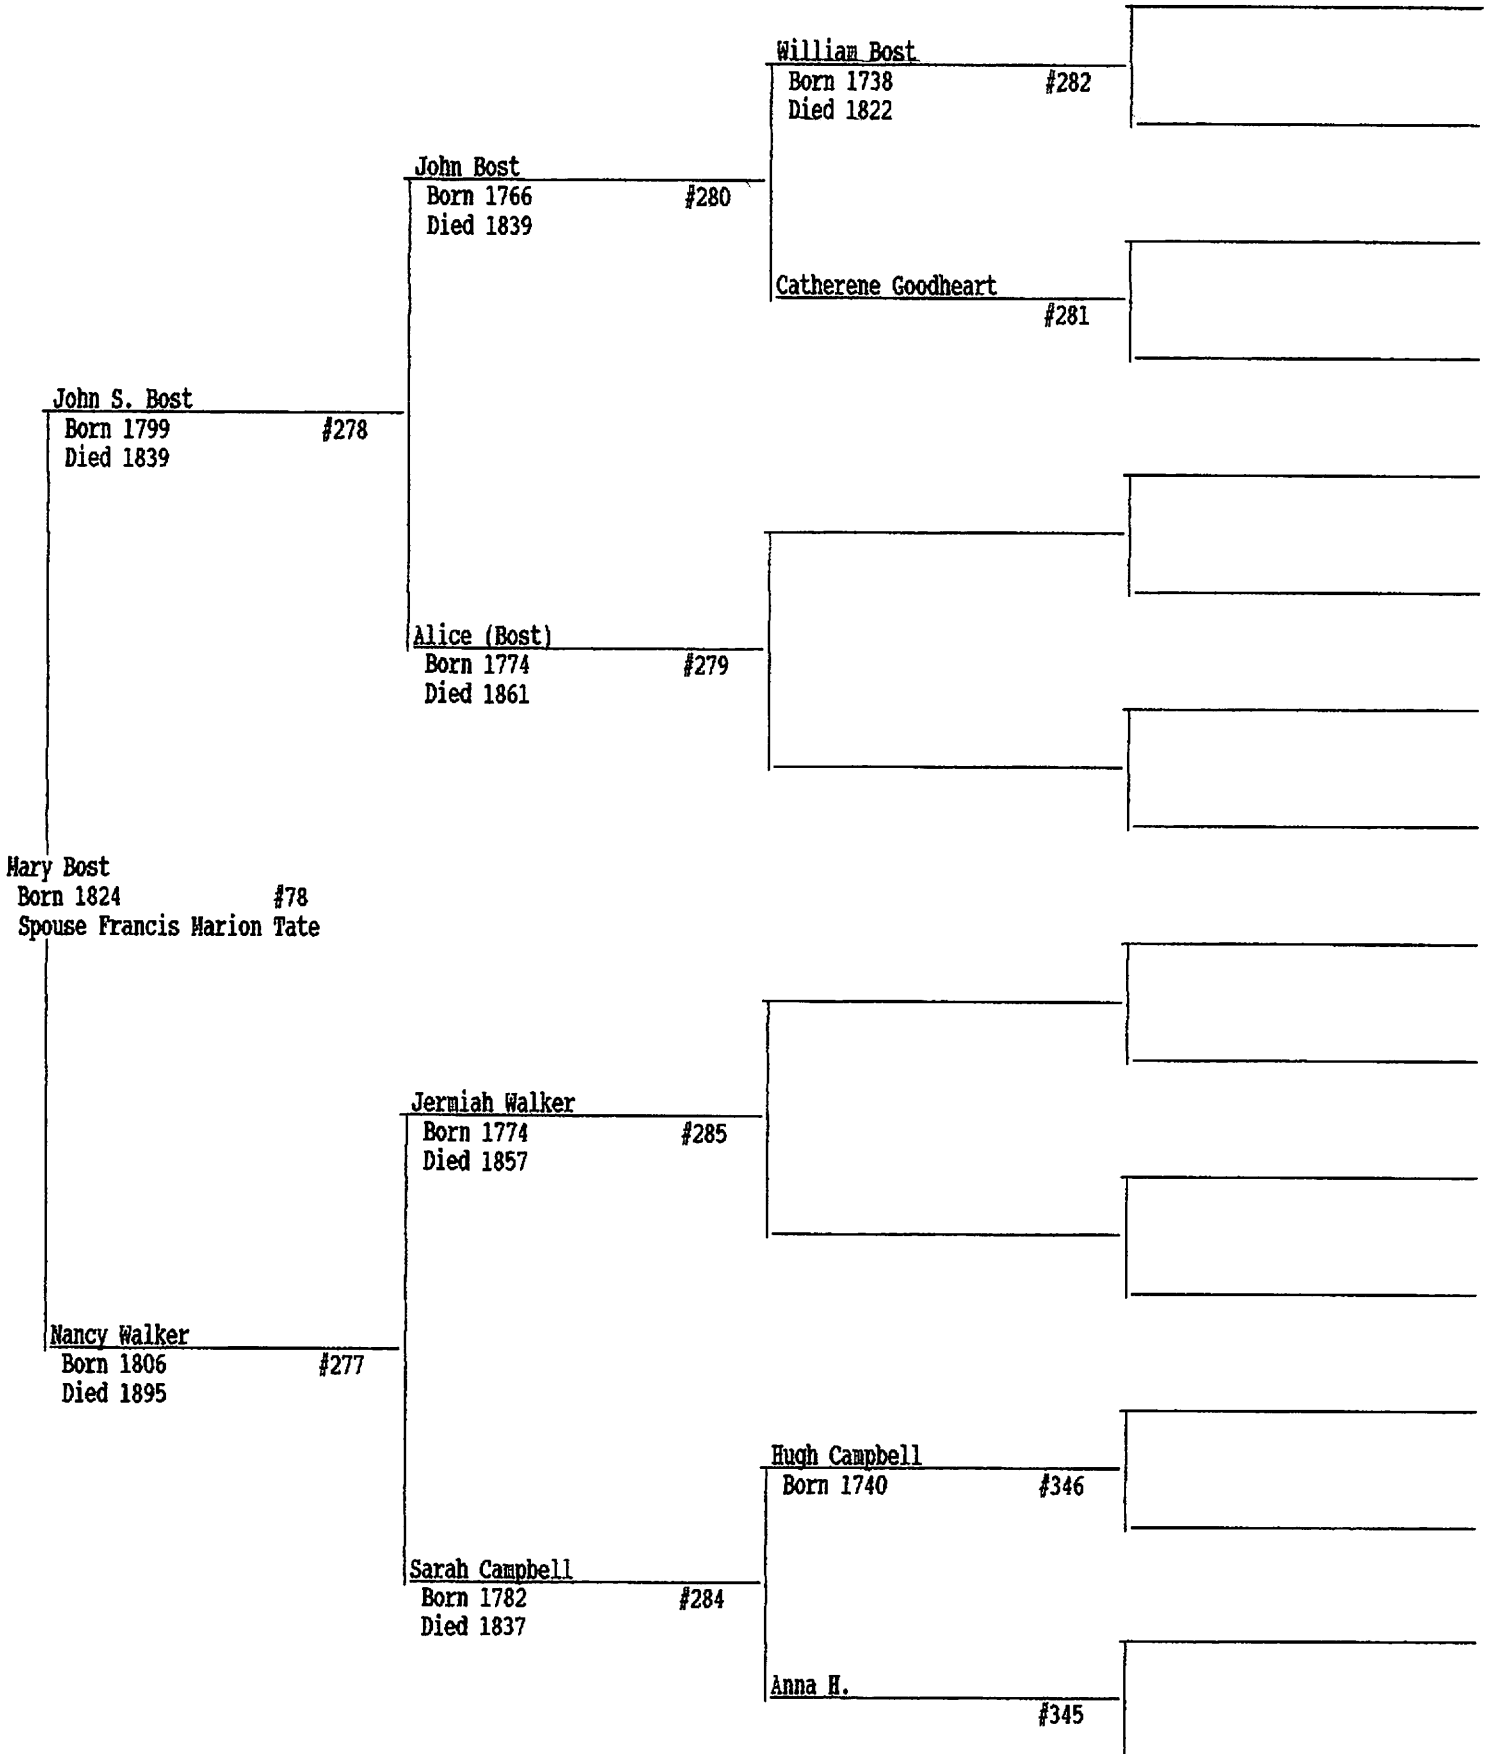 William Bost
Born 1738 #282
Died 1822
John Bost
Born 1766 #280
Died 1839
Catherene Goodheart
#281
John S. Bost
Born 1799 #278
Died 1839
Alice (Bost)
Born 1774 #279
Died 1861
Mary Bost
Born 1824 #78
Spouse Francis Marion Tate
Jermiah Walker
Born 1774 #285
Died 1857
Nancy Walker
Born 1806 #277
Died 1895
Hugh Campbell
Born 1740 #346
Sarah Campbell
Born 1782 #284
Died 1837
Anna H.
#345